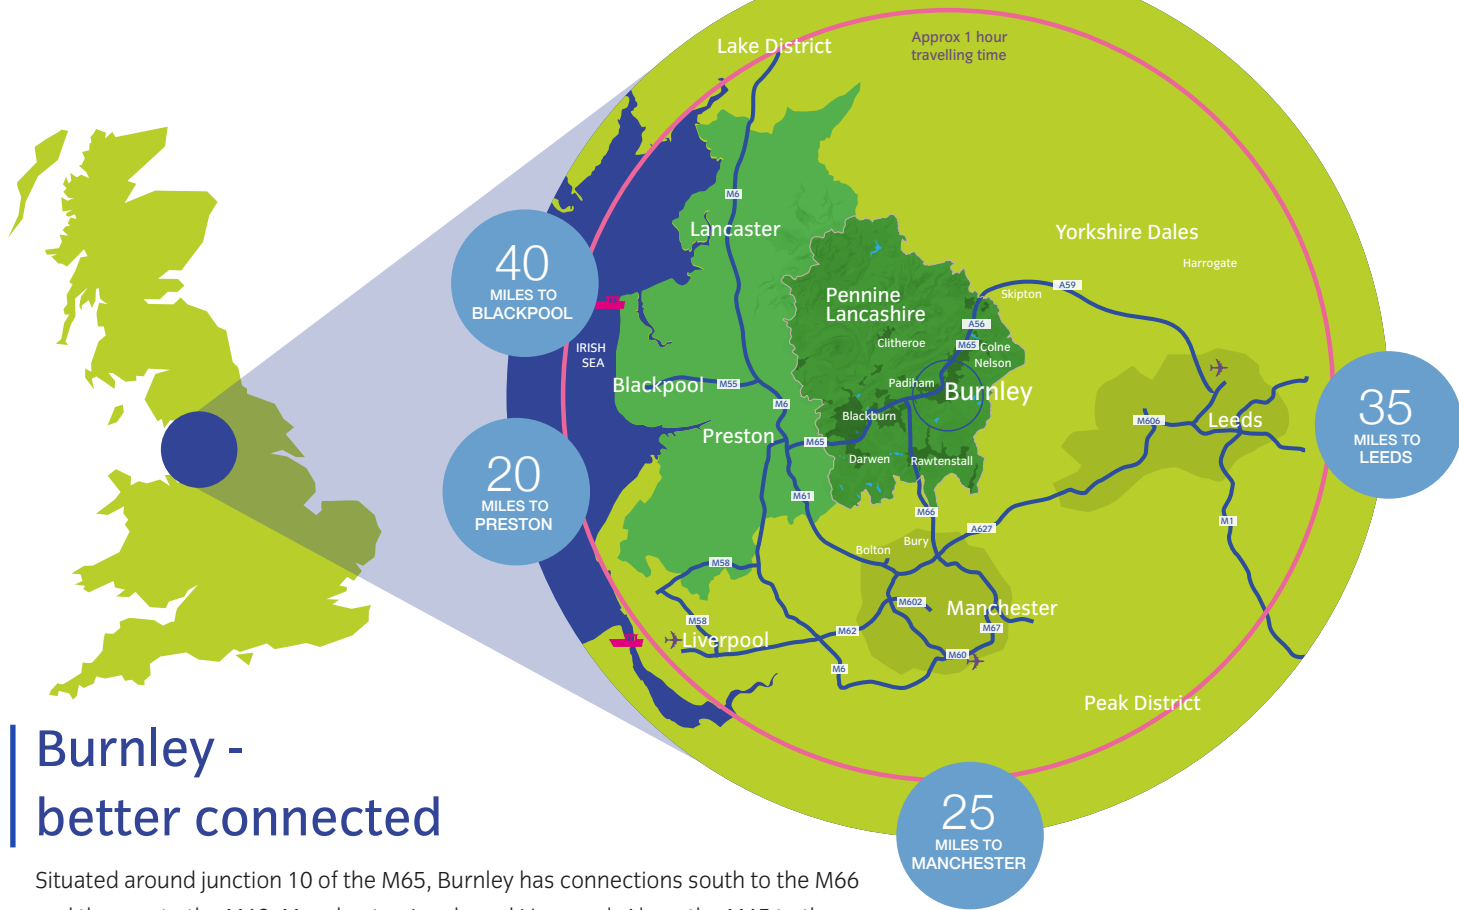 Approx 1 hour
travelling time
Lake District
M6
Lancaster
Yorkshire Dales
Harrogate
40
MILES TO
BLACKPOOL
Skipton
A59
Pennine
Lancashire
A56
Clitheroe
M65
Colne
Nelson
IRISH
SEA
Blackpool
M55
Padiham
Burnley
M6
Blackburn
M606
Leeds
35
MILES TO
LEEDS
Preston
M65
Darwen
Rawtenstall
20
MILES TO
PRESTON
M61
M66
A627
M1
Bolton
Bury
M58
M602
Manchester
M58
M62
M67
Liverpool
M60
M6
Peak District
Burnley -
better connected
25
MILES TO
MANCHESTER
Situated around junction 10 of the M65, Burnley has connections south to the M66